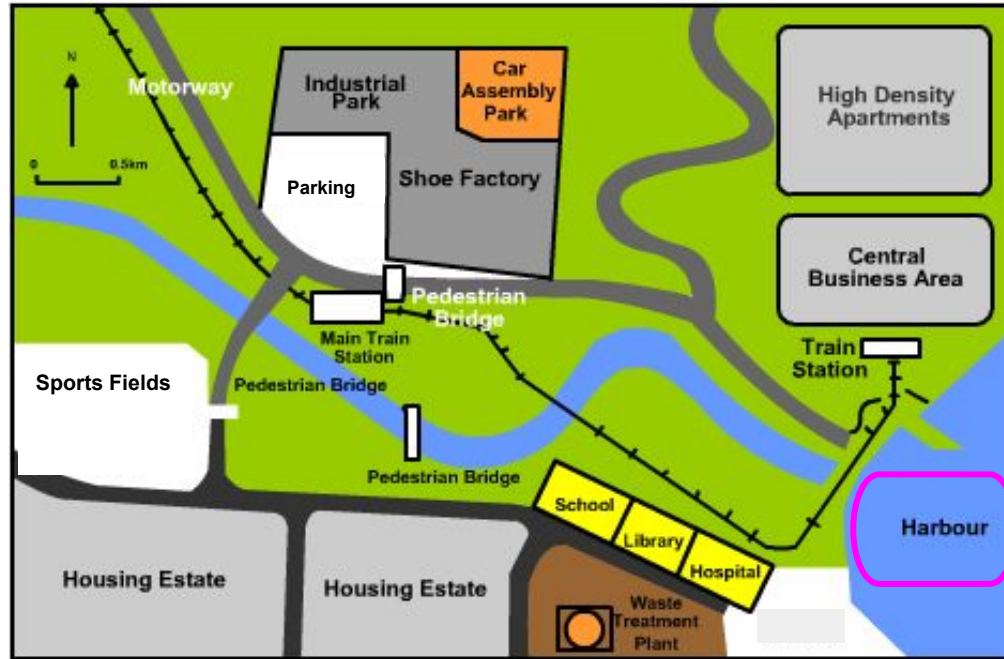 Motorway
N
0 0.5km
Industrial
Park
Car
Assembly
Park
High Density
Apartments
Parking
Shoe Factory
Central
Business Area
Pedestrian
Bridge
Main Train
Station
Train
Station
Sports Fields
Pedestrian Bridge
Pedestrian Bridge
School
Library
Hospital
Harbour
Housing Estate
Housing Estate
Waste
Treatment
Plant